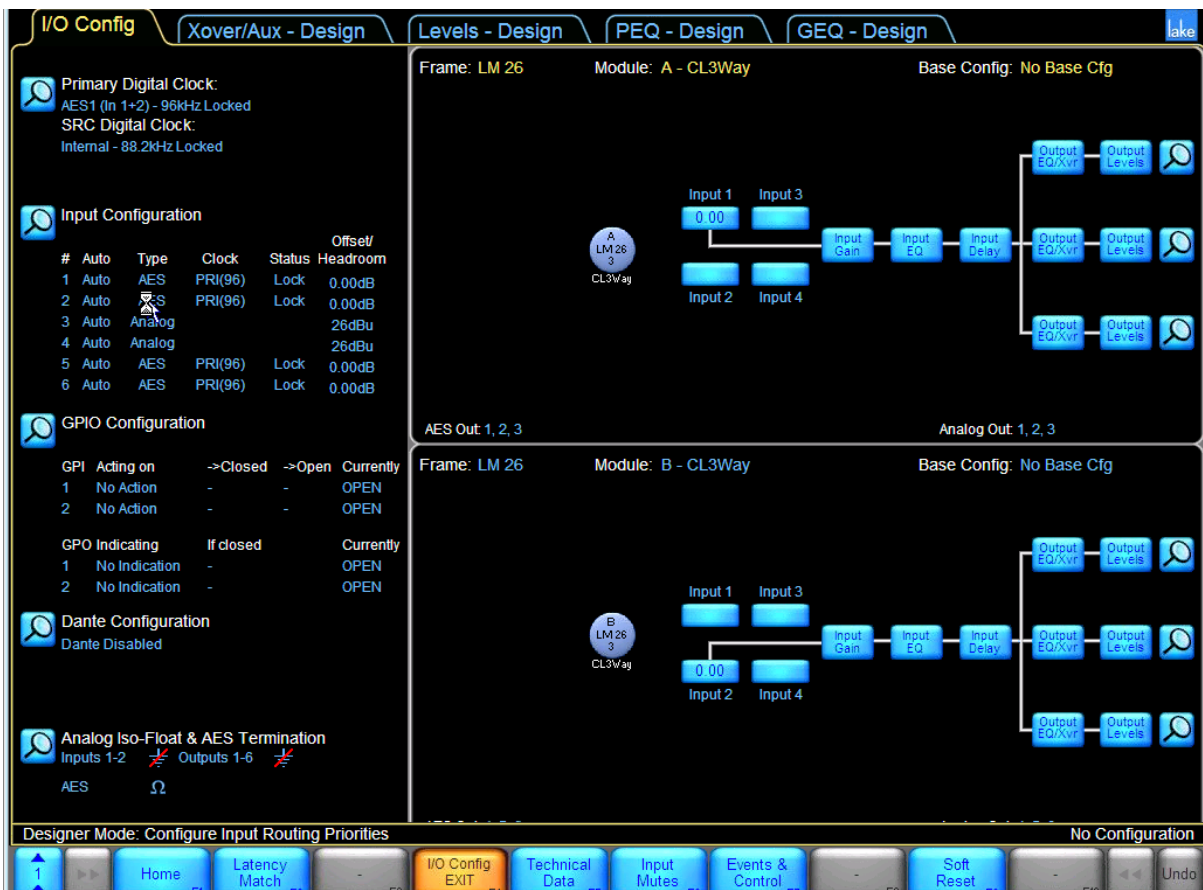 I/O Config
Xover/Aux - Design
Levels - Design
PEQ - Design
GEQ - Design
lake
Primary Digital Clock:
AES1 (In 1+2) - 96kHz Locked
SRC Digital Clock:
Internal - 88.2kHz Locked
Input Configuration
Offset/
# Auto Type Clock Status Headroom
1 Auto AES PRI(96) Lock 0.00dB
2 Auto AES PRI(96) Lock 0.00dB
3 Auto Analog 26dBu
4 Auto Analog 26dBu
5 Auto AES PRI(96) Lock 0.00dB
6 Auto AES PRI(96) Lock 0.00dB
GPIO Configuration
GPI Acting on ->Closed ->Open Currently
1 No Action - - OPEN
2 No Action - - OPEN
GPO Indicating If closed Currently
1 No Indication - OPEN
2 No Indication - OPEN
Dante Configuration
Dante Disabled
Analog Iso-Float & AES Termination
Inputs 1-2 Outputs 1-6
AES Ω
Frame: LM 26 Module: A - CL3Way Base Config: No Base Cfg
Output EQ/Xvr
Output Levels
Input 1 Input 3
0.00
A
LM 26
3
CL3Way
Input Gain
Input EQ
Input Delay
Output EQ/Xvr
Output Levels
Input 2 Input 4
Output EQ/Xvr
Output Levels
AES Out: 1, 2, 3 Analog Out: 1, 2, 3
Frame: LM 26 Module: B - CL3Way Base Config: No Base Cfg
Output EQ/Xvr
Output Levels
Input 1 Input 3
B
LM 26
3
CL3Way
Input Gain
Input EQ
Input Delay
Output EQ/Xvr
Output Levels
0.00
Input 2 Input 4
Output EQ/Xvr
Output Levels
Designer Mode: Configure Input Routing Priorities No Configuration
1
Home
Latency Match
-
I/O Config EXIT
Technical Data
Input Mutes
Events & Control
-
Soft Reset
-
Undo